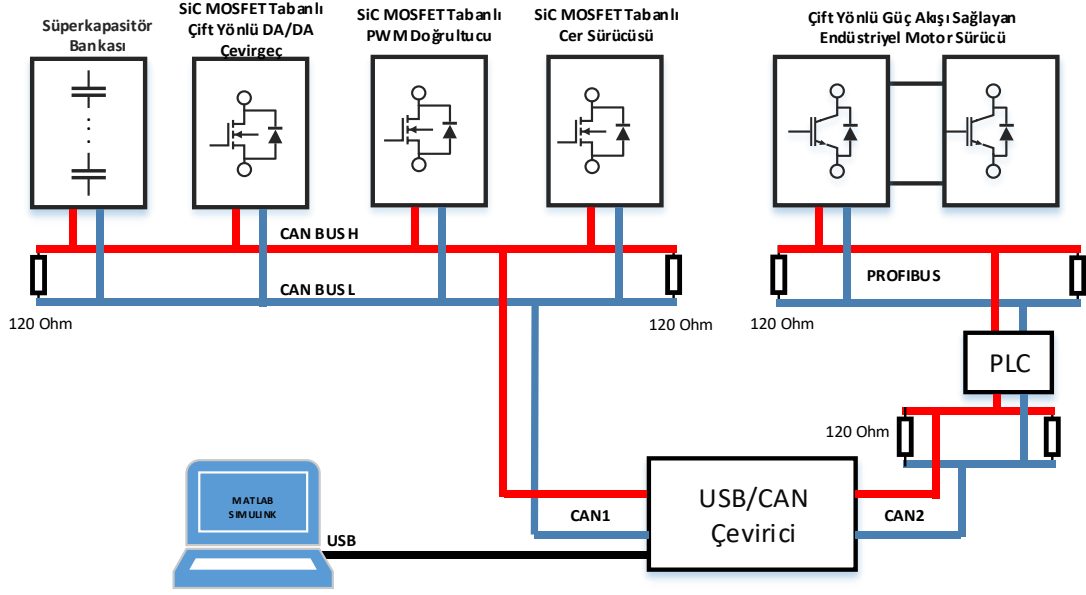 Süperkapasitör
Bankası
SiC MOSFET Tabanlı
Çift Yönlü DA/DA
Çevirgeç
SiC MOSFET Tabanlı
PWM Doğrultucu
SiC MOSFET Tabanlı
Cer Sürücüsü
Çift Yönlü Güç Akışı Sağlayan
Endüstriyel Motor Sürücü
CAN BUS H
CAN BUS L
PROFIBUS
120 Ohm
120 Ohm
120 Ohm
PLC
120 Ohm
MATLAB
SIMULINK
USB
CAN1
USB/CAN
Çevirici
CAN2